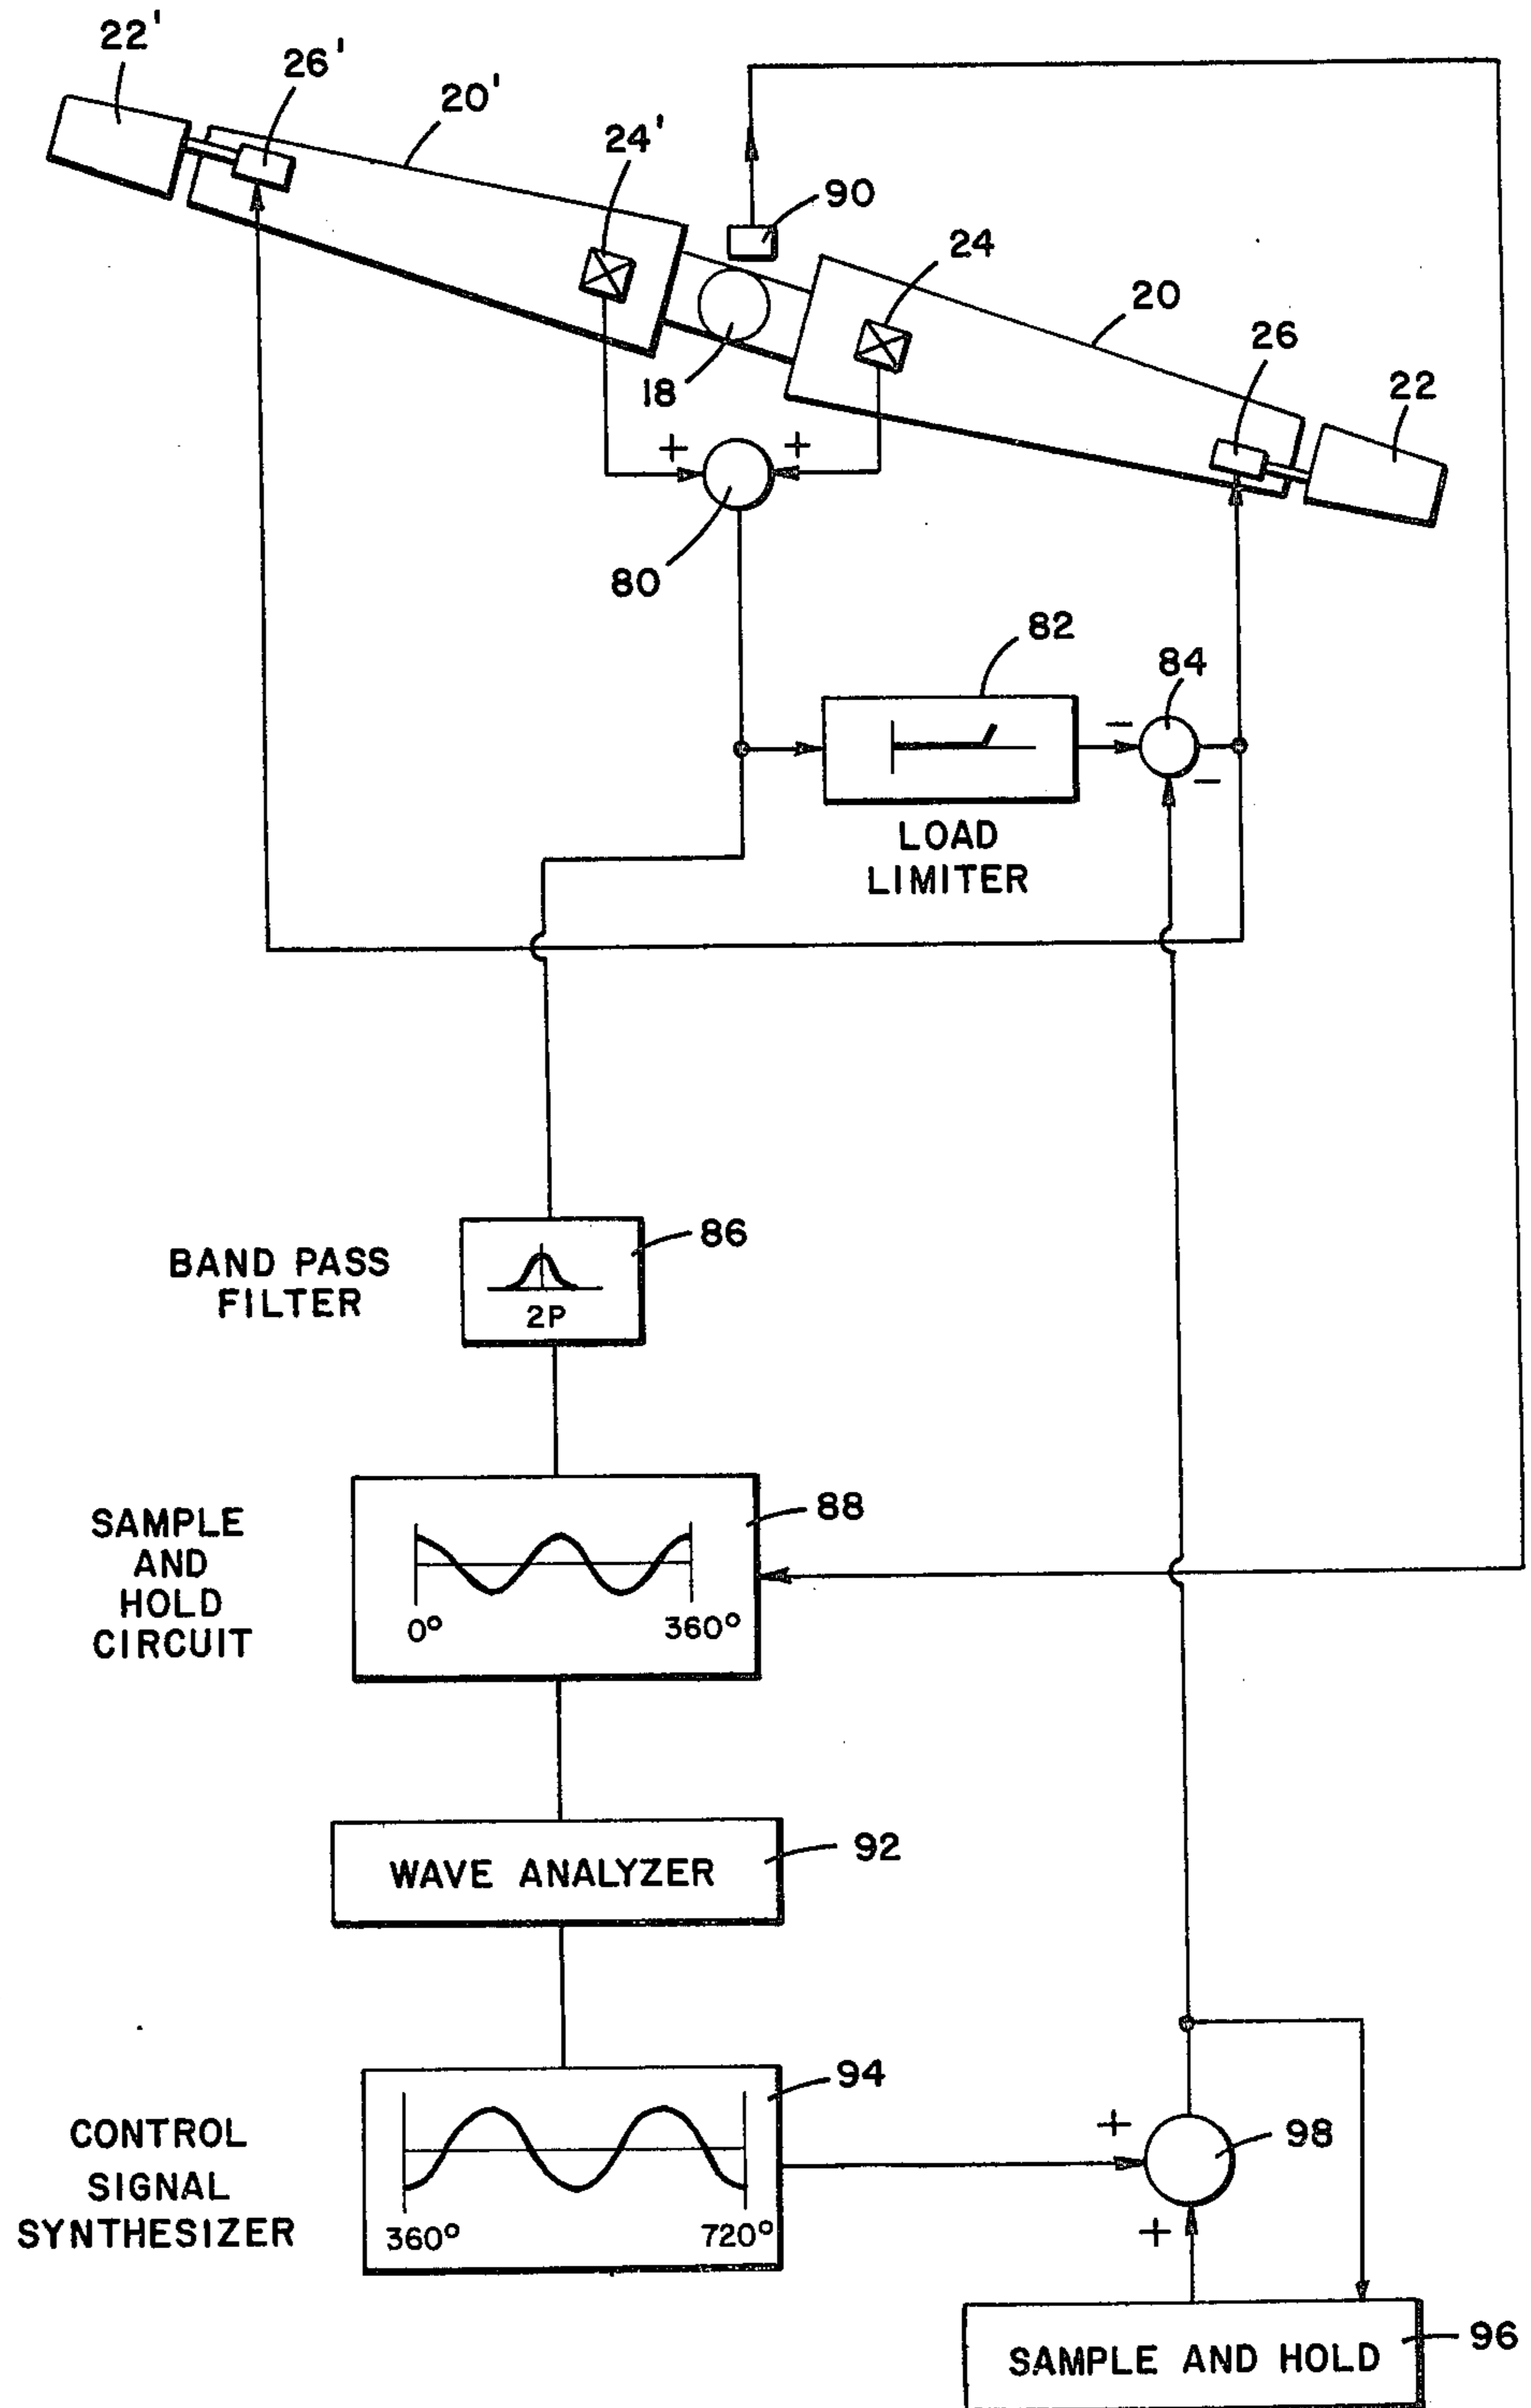 22'
26'
20'
24'
90
24
20
26
22
18
+ +
80
82
84
−
−
LOAD
LIMITER
86
BAND PASS
FILTER
2P
88
SAMPLE
AND
HOLD
CIRCUIT
0° 360°
92
WAVE ANALYZER
94
CONTROL
SIGNAL
SYNTHESIZER
360° 720°
+
98
+
SAMPLE AND HOLD
96